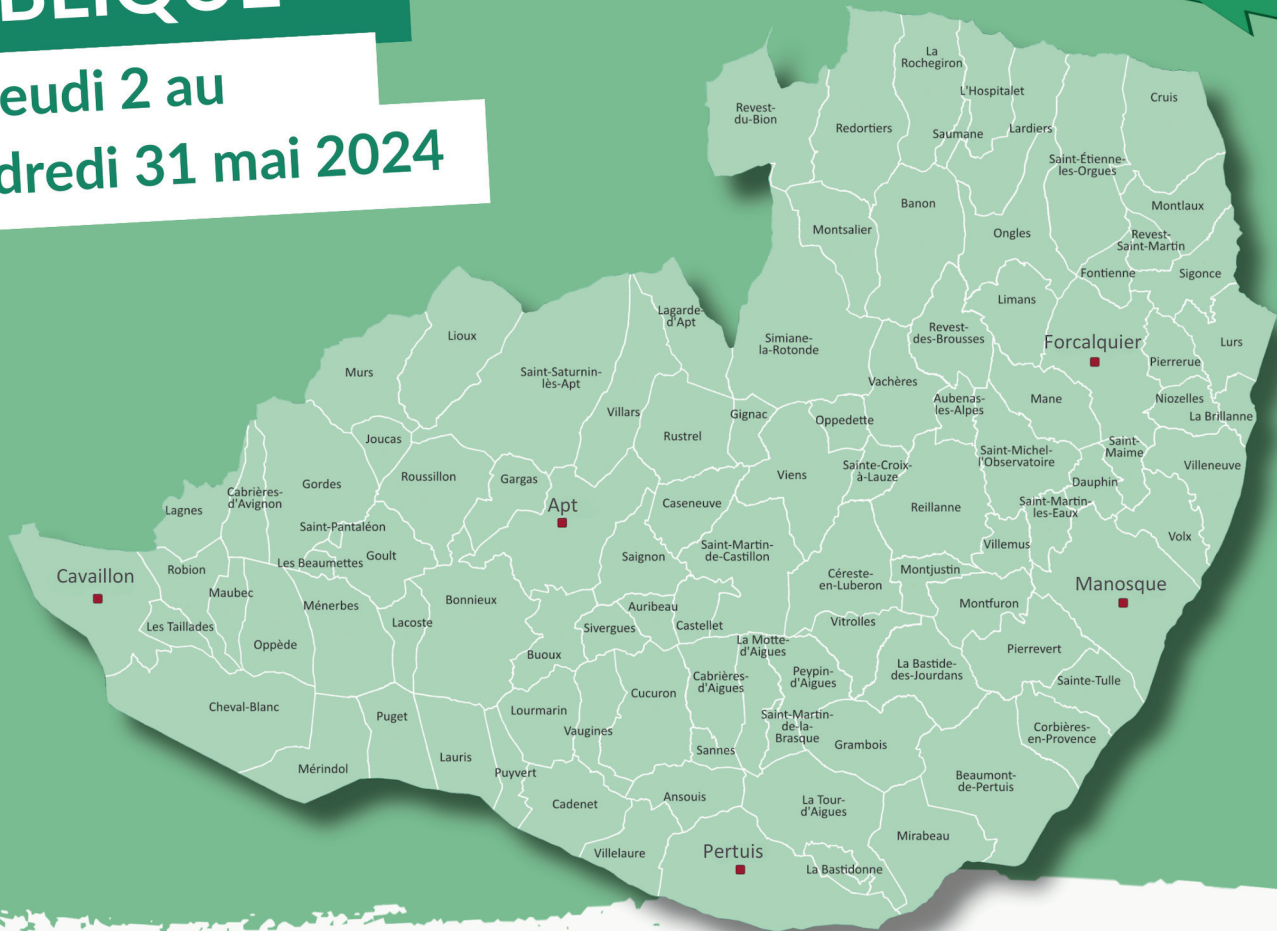 BLIQUE
eudi 2 au
dredi 31 mai 2024
La
Rochegiron
L'Hospitalet
Cruis
Revest-
du-Bion
Redortiers
Saumane
Lardiers
Saint-Étienne-
les-Orgues
Banon
Montlaux
Montsalier
Ongles
Revest-
Saint-Martin
Fontienne
Sigonce
Limans
Lagarde-
d'Apt
Lioux
Simiane-
la-Rotonde
Revest-
des-Brousses
Forcalquier
Lurs
Pierrerue
Murs
Saint-Saturnin-
lès-Apt
Vachères
Villars
Gignac
Oppedette
Aubenas-
les-Alpes
Mane
Niozelles
La Brillanne
Joucas
Rustrel
Saint-
Maime
Gordes
Roussillon
Gargas
Viens
Sainte-Croix-
à-Lauze
Saint-Michel-
l'Observatoire
Villeneuve
Dauphin
Cabrières-
d'Avignon
Lagnes
Apt
Caseneuve
Reillanne
Saint-Martin-
les-Eaux
Saint-Pantaléon
Volx
Les Beaumettes
Goult
Saignon
Saint-Martin-
de-Castillon
Villemus
Cavaillon
Robion
Maubec
Céreste-
en-Luberon
Montjustin
Manosque
Ménerbes
Bonnieux
Auribeau
Montfuron
Les Taillades
Lacoste
Sivergues
Castellet
Vitrolles
Oppède
Buoux
La Motte-
d'Aigues
Pierrevert
Cabrières-
d'Aigues
Peypin-
d'Aigues
La Bastide-
des-Jourdans
Sainte-Tulle
Cucuron
Cheval-Blanc
Puget
Lourmarin
Vaugines
Saint-Martin-
de-la-
Brasque
Corbières-
en-Provence
Sannes
Grambois
Lauris
Mérindol
Puyvert
Beaumont-
de-Pertuis
Cadenet
Ansouis
La Tour-
d'Aigues
Mirabeau
Villelaure
Pertuis
La Bastidonne